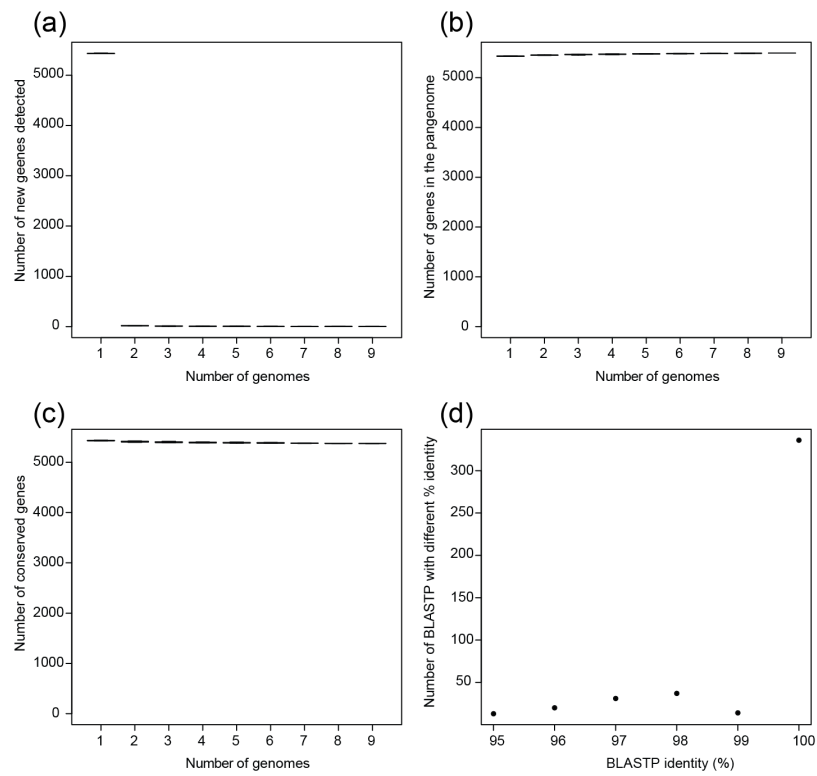 (a)
Number of new geenes detected
5000
4000
3000
2000
1000
0
1 2 3 4 5 6 7 8 9
Number of genomes
(b)
Number of genes in the pangenome
5000
4000
3000
2000
1000
0
1 2 3 4 5 6 7 8 9
Number of genomes
(c)
Number of conserved genes
5000
4000
3000
2000
1000
0
1 2 3 4 5 6 7 8 9
Number of genomes
(d)
Number of BLASTP with different % identity
300
250
200
150
100
50
95 96 97 98 99 100
BLASTP identity (%)